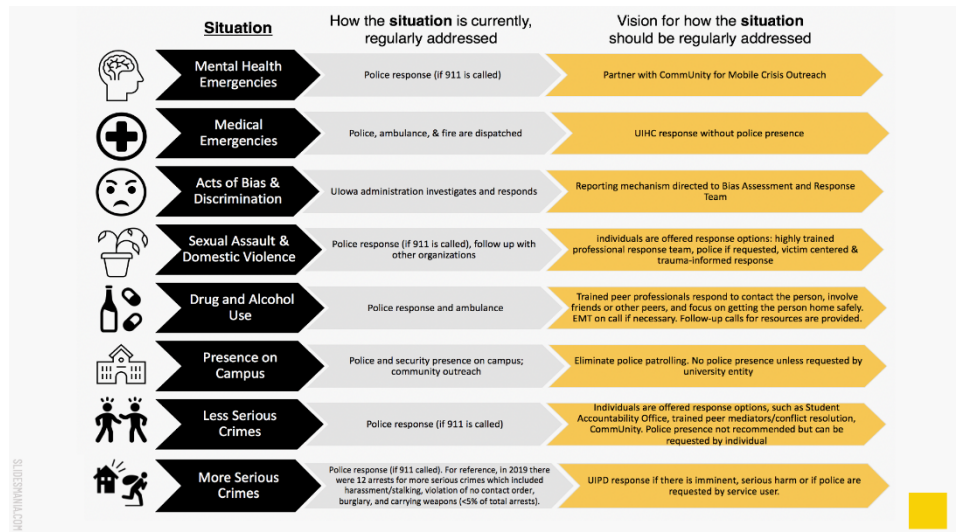 Situation
How the situation is currently,
regularly addressed
Vision for how the situation
should be regularly addressed
Mental Health
Emergencies
Police response (if 911 is called)
Partner with CommUnity for Mobile Crisis Outreach
Medical
Emergencies
Police, ambulance, & fire are dispatched
UIHC response without police presence
Acts of Bias &
Discrimination
UIowa administration investigates and responds
Reporting mechanism directed to Bias Assessment and Response
Team
Sexual Assault &
Domestic Violence
Police response (if 911 is called), follow up with
other organizations
individuals are offered response options: highly trained
professional response team, police if requested, victim centered &
trauma-informed response
Drug and Alcohol
Use
Police response and ambulance
Trained peer professionals respond to contact the person, involve
friends or other peers, and focus on getting the person home safely.
EMT on call if necessary. Follow-up calls for resources are provided.
Presence on
Campus
Police and security presence on campus;
community outreach
Eliminate police patrolling. No police presence unless requested by
university entity
Less Serious
Crimes
Police response (if 911 is called)
Individuals are offered response options, such as Student
Accountability Office, trained peer mediators/conflict resolution,
CommUnity. Police presence not recommended but can be
requested by individual
More Serious
Crimes
Police response (if 911 called). For reference, in 2019 there
were 12 arrests for more serious crimes which included
harassment/stalking, violation of no contact order,
burglary, and carrying weapons (<5% of total arrests).
UIPD response if there is imminent, serious harm or if police are
requested by service user.
SLIDESMANIA.COM